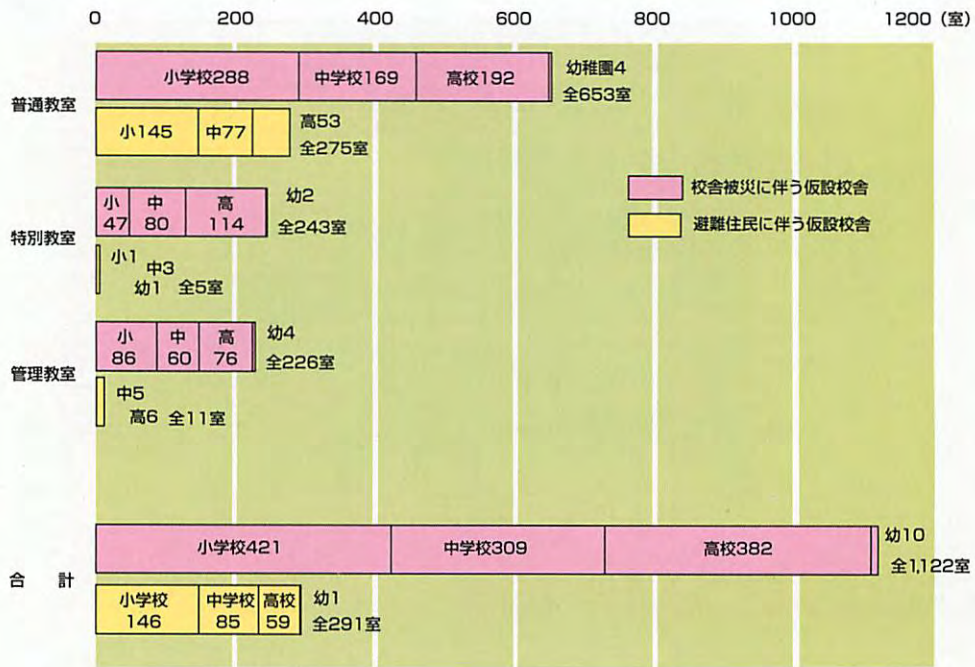 0 200 400 600 800 1000 1200 (室)
普通教室
小学校288 中学校169 高校192 幼稚園4
全653室
小145 中77 高53
全275室
特別教室
小 中 高 幼2
47 80 114 全243室
小1 中3
幼1 全5室
管理教室
小 中 高 幼4
86 60 76 全226室
中5
高6 全11室
校舎被災に伴う仮設校舎
避難住民に伴う仮設校舎
合 計
小学校421 中学校309 高校382 幼10
全1,122室
小学校 中学校 高校 幼1
146 85 59 全291室